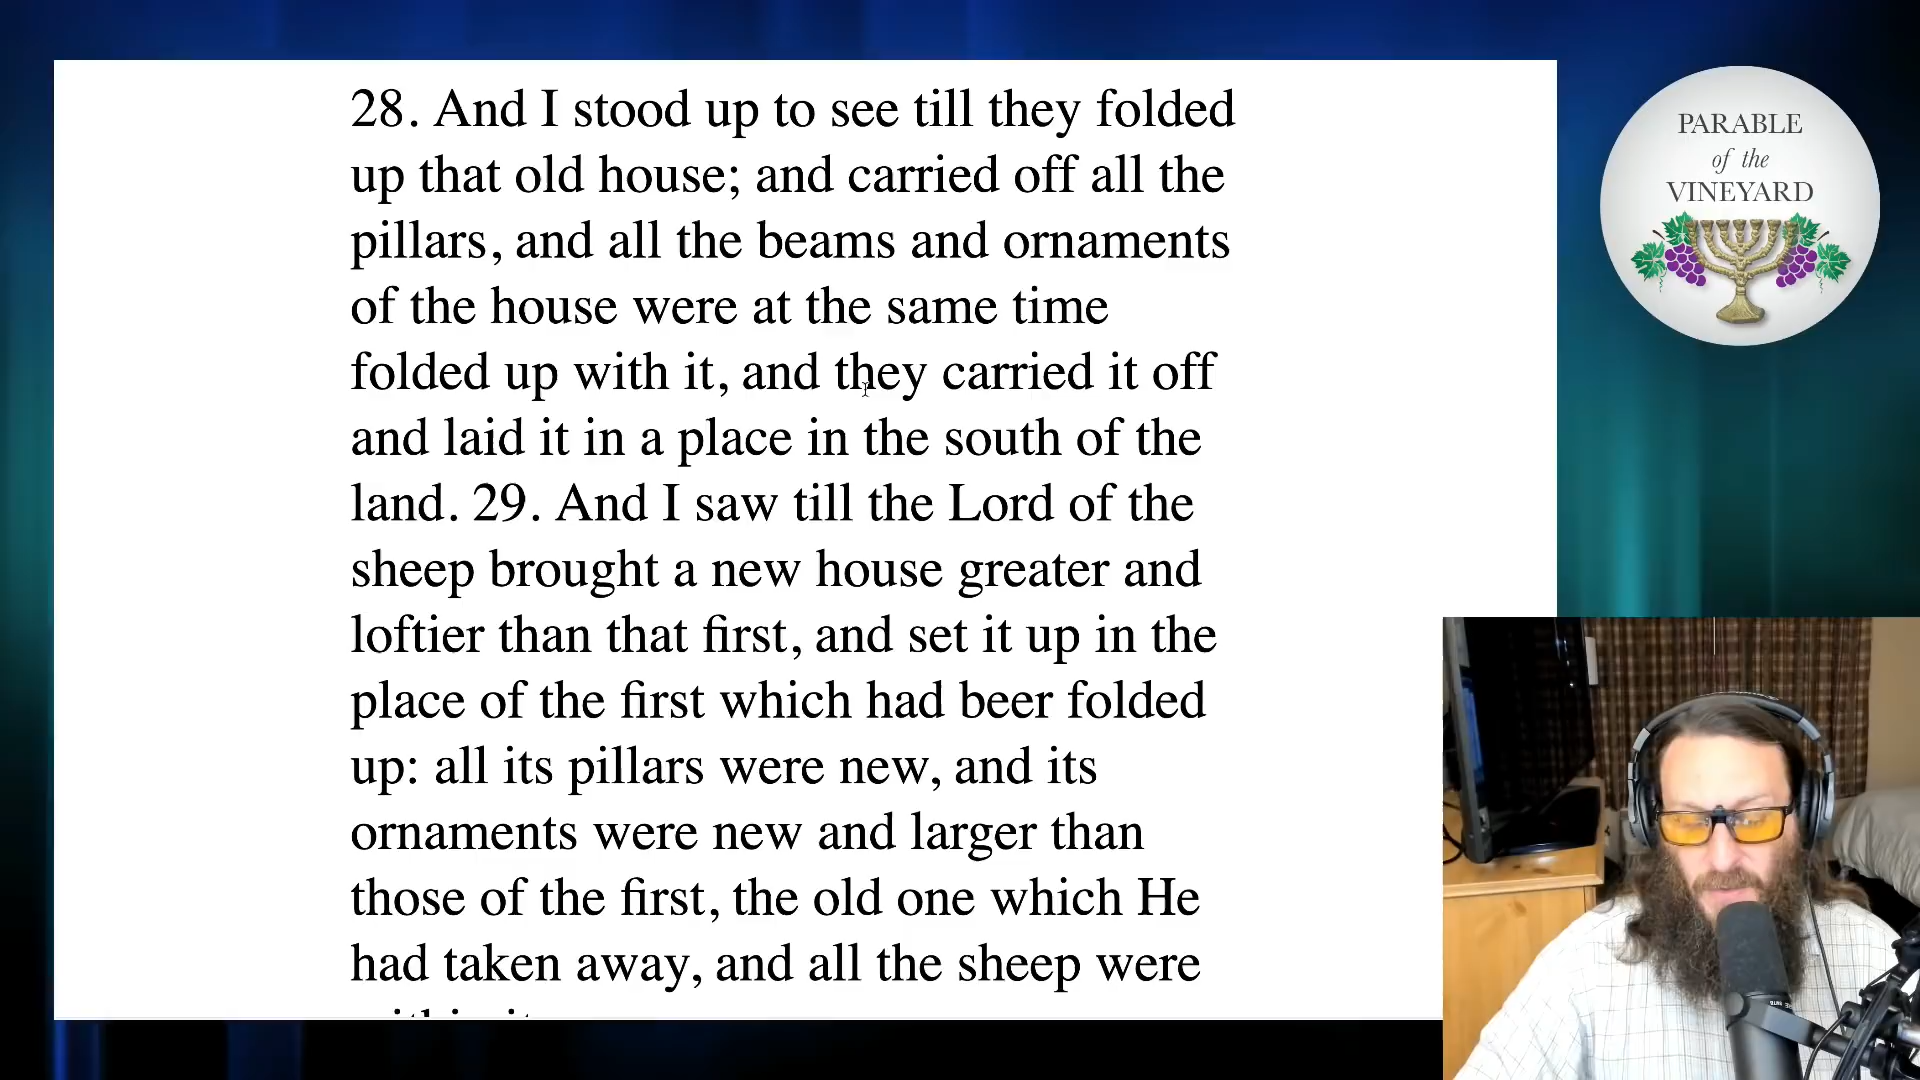 28. And I stood up to see till they folded
up that old house; and carried off all the
pillars, and all the beams and ornaments
of the house were at the same time
folded up with it, and they carried it off
and laid it in a place in the south of the
land. 29. And I saw till the Lord of the
sheep brought a new house greater and
loftier than that first, and set it up in the
place of the first which had beer folded
up: all its pillars were new, and its
ornaments were new and larger than
those of the first, the old one which He
had taken away, and all the sheep were
within it.
PARABLE
of the
VINEYARD